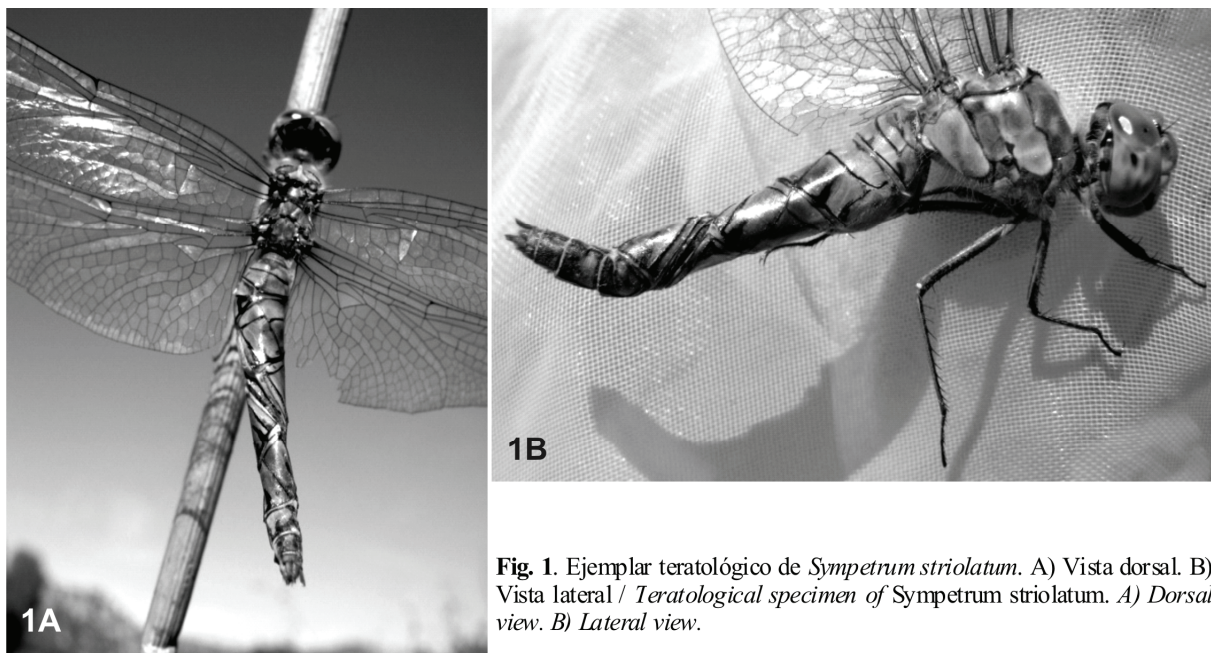 1A
1B
Fig. 1. Ejemplar teratológico de Sympetrum striolatum. A) Vista dorsal. B)
Vista lateral / Teratological specimen of Sympetrum striolatum. A) Dorsal
view. B) Lateral view.